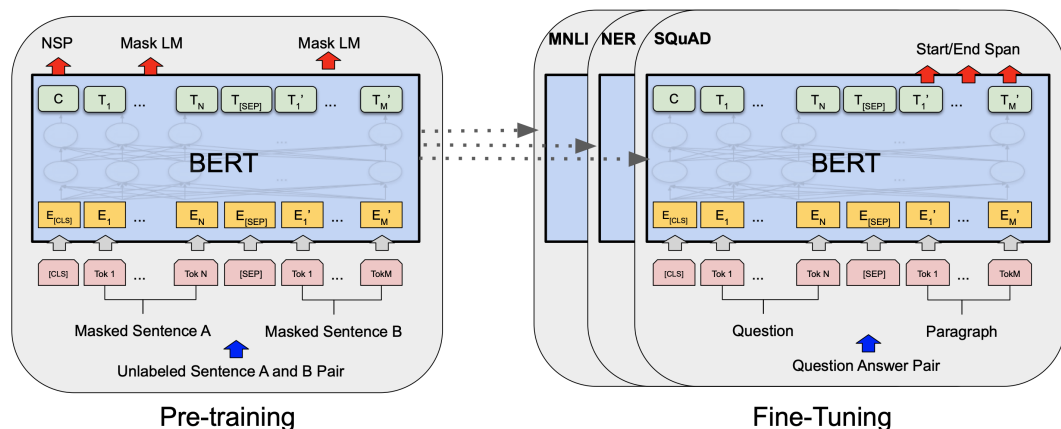 NSP Mask LM Mask LM
C T1 ... TN T[SEP] T1' ... TM'
BERT
E[CLS] E1 ... EN E[SEP] E1' ... EM'
[CLS] Tok 1 ... Tok N [SEP] Tok 1 ... TokM
Masked Sentence A Masked Sentence B
Unlabeled Sentence A and B Pair
Pre-training
MNLI NER SQuAD
Start/End Span
C T1 ... TN T[SEP] T1' ... TM'
BERT
E[CLS] E1 ... EN E[SEP] E1' ... EM'
[CLS] Tok 1 ... Tok N [SEP] Tok 1 ... TokM
Question Paragraph
Question Answer Pair
Fine-Tuning